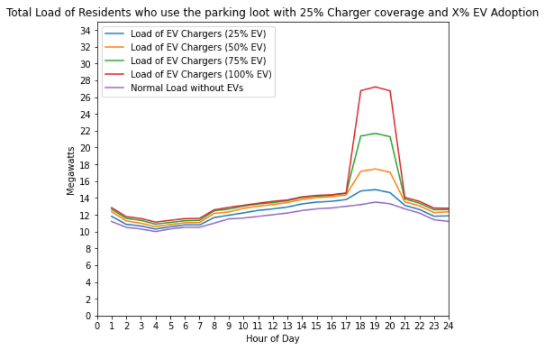 Total Load of Residents who use the parking loot with 25% Charger coverage and X% EV Adoption
Load of EV Chargers (25% EV)
Load of EV Chargers (50% EV)
Load of EV Chargers (75% EV)
Load of EV Chargers (100% EV)
Normal Load without EVs
Megawatts
34
32
30
28
26
24
22
20
18
16
14
12
10
8
6
4
2
0
0 1 2 3 4 5 6 7 8 9 10 11 12 13 14 15 16 17 18 19 20 21 22 23 24
Hour of Day